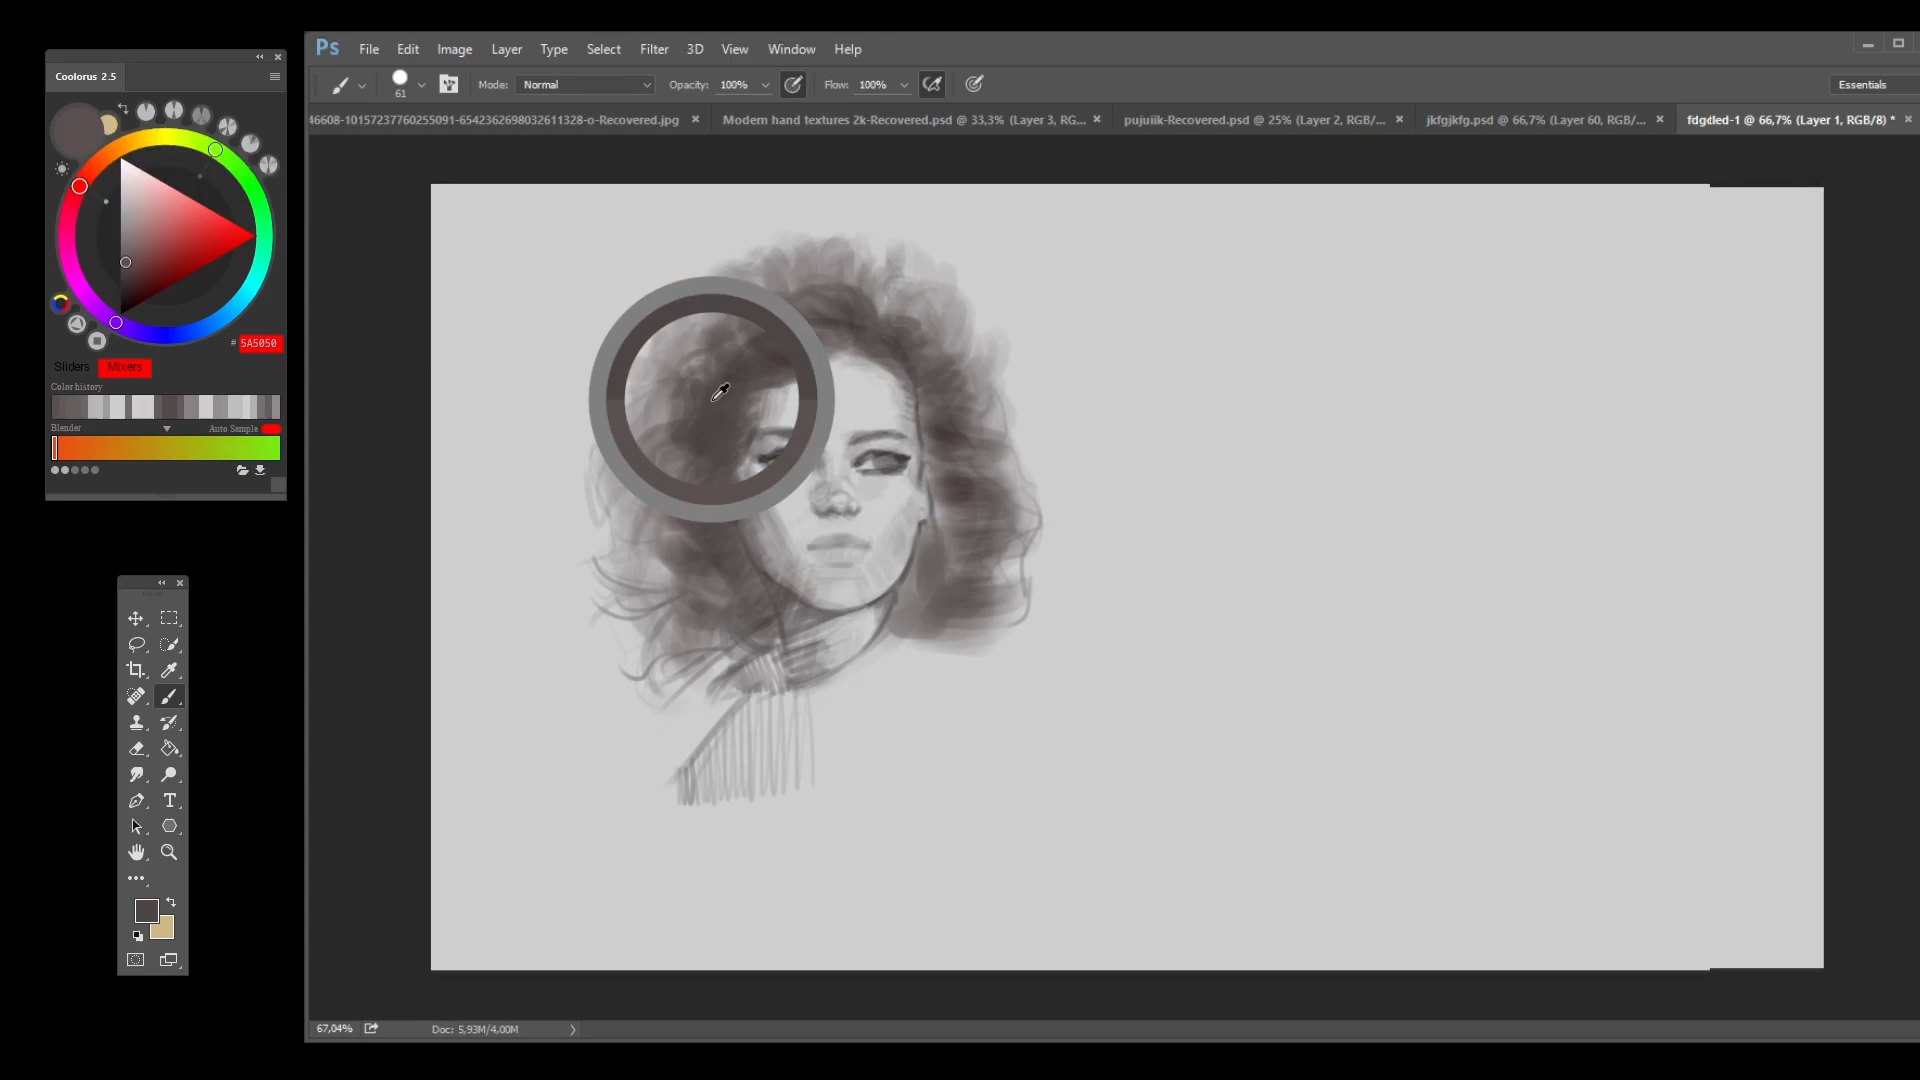 Coolorus 2.5
# 5A5050
Sliders Mixers
Color history
Blender Auto Sample
T
Ps File Edit Image Layer Type Select Filter 3D View Window Help
61 Mode: Normal Opacity: 100% Flow: 100% Essentials
46608-10157237760255091-6542362698032611328-o-Recovered.jpg × Modern hand textures 2k-Recovered.psd @ 33,3% (Layer 3, RG... × pujuiiik-Recovered.psd @ 25% (Layer 2, RGB/... × jkfgjkfg.psd @ 66,7% (Layer 60, RGB/... × @ 66,7% (Layer 1, RGB/8) * ×
67,04% Doc: 5,93M/4,00M